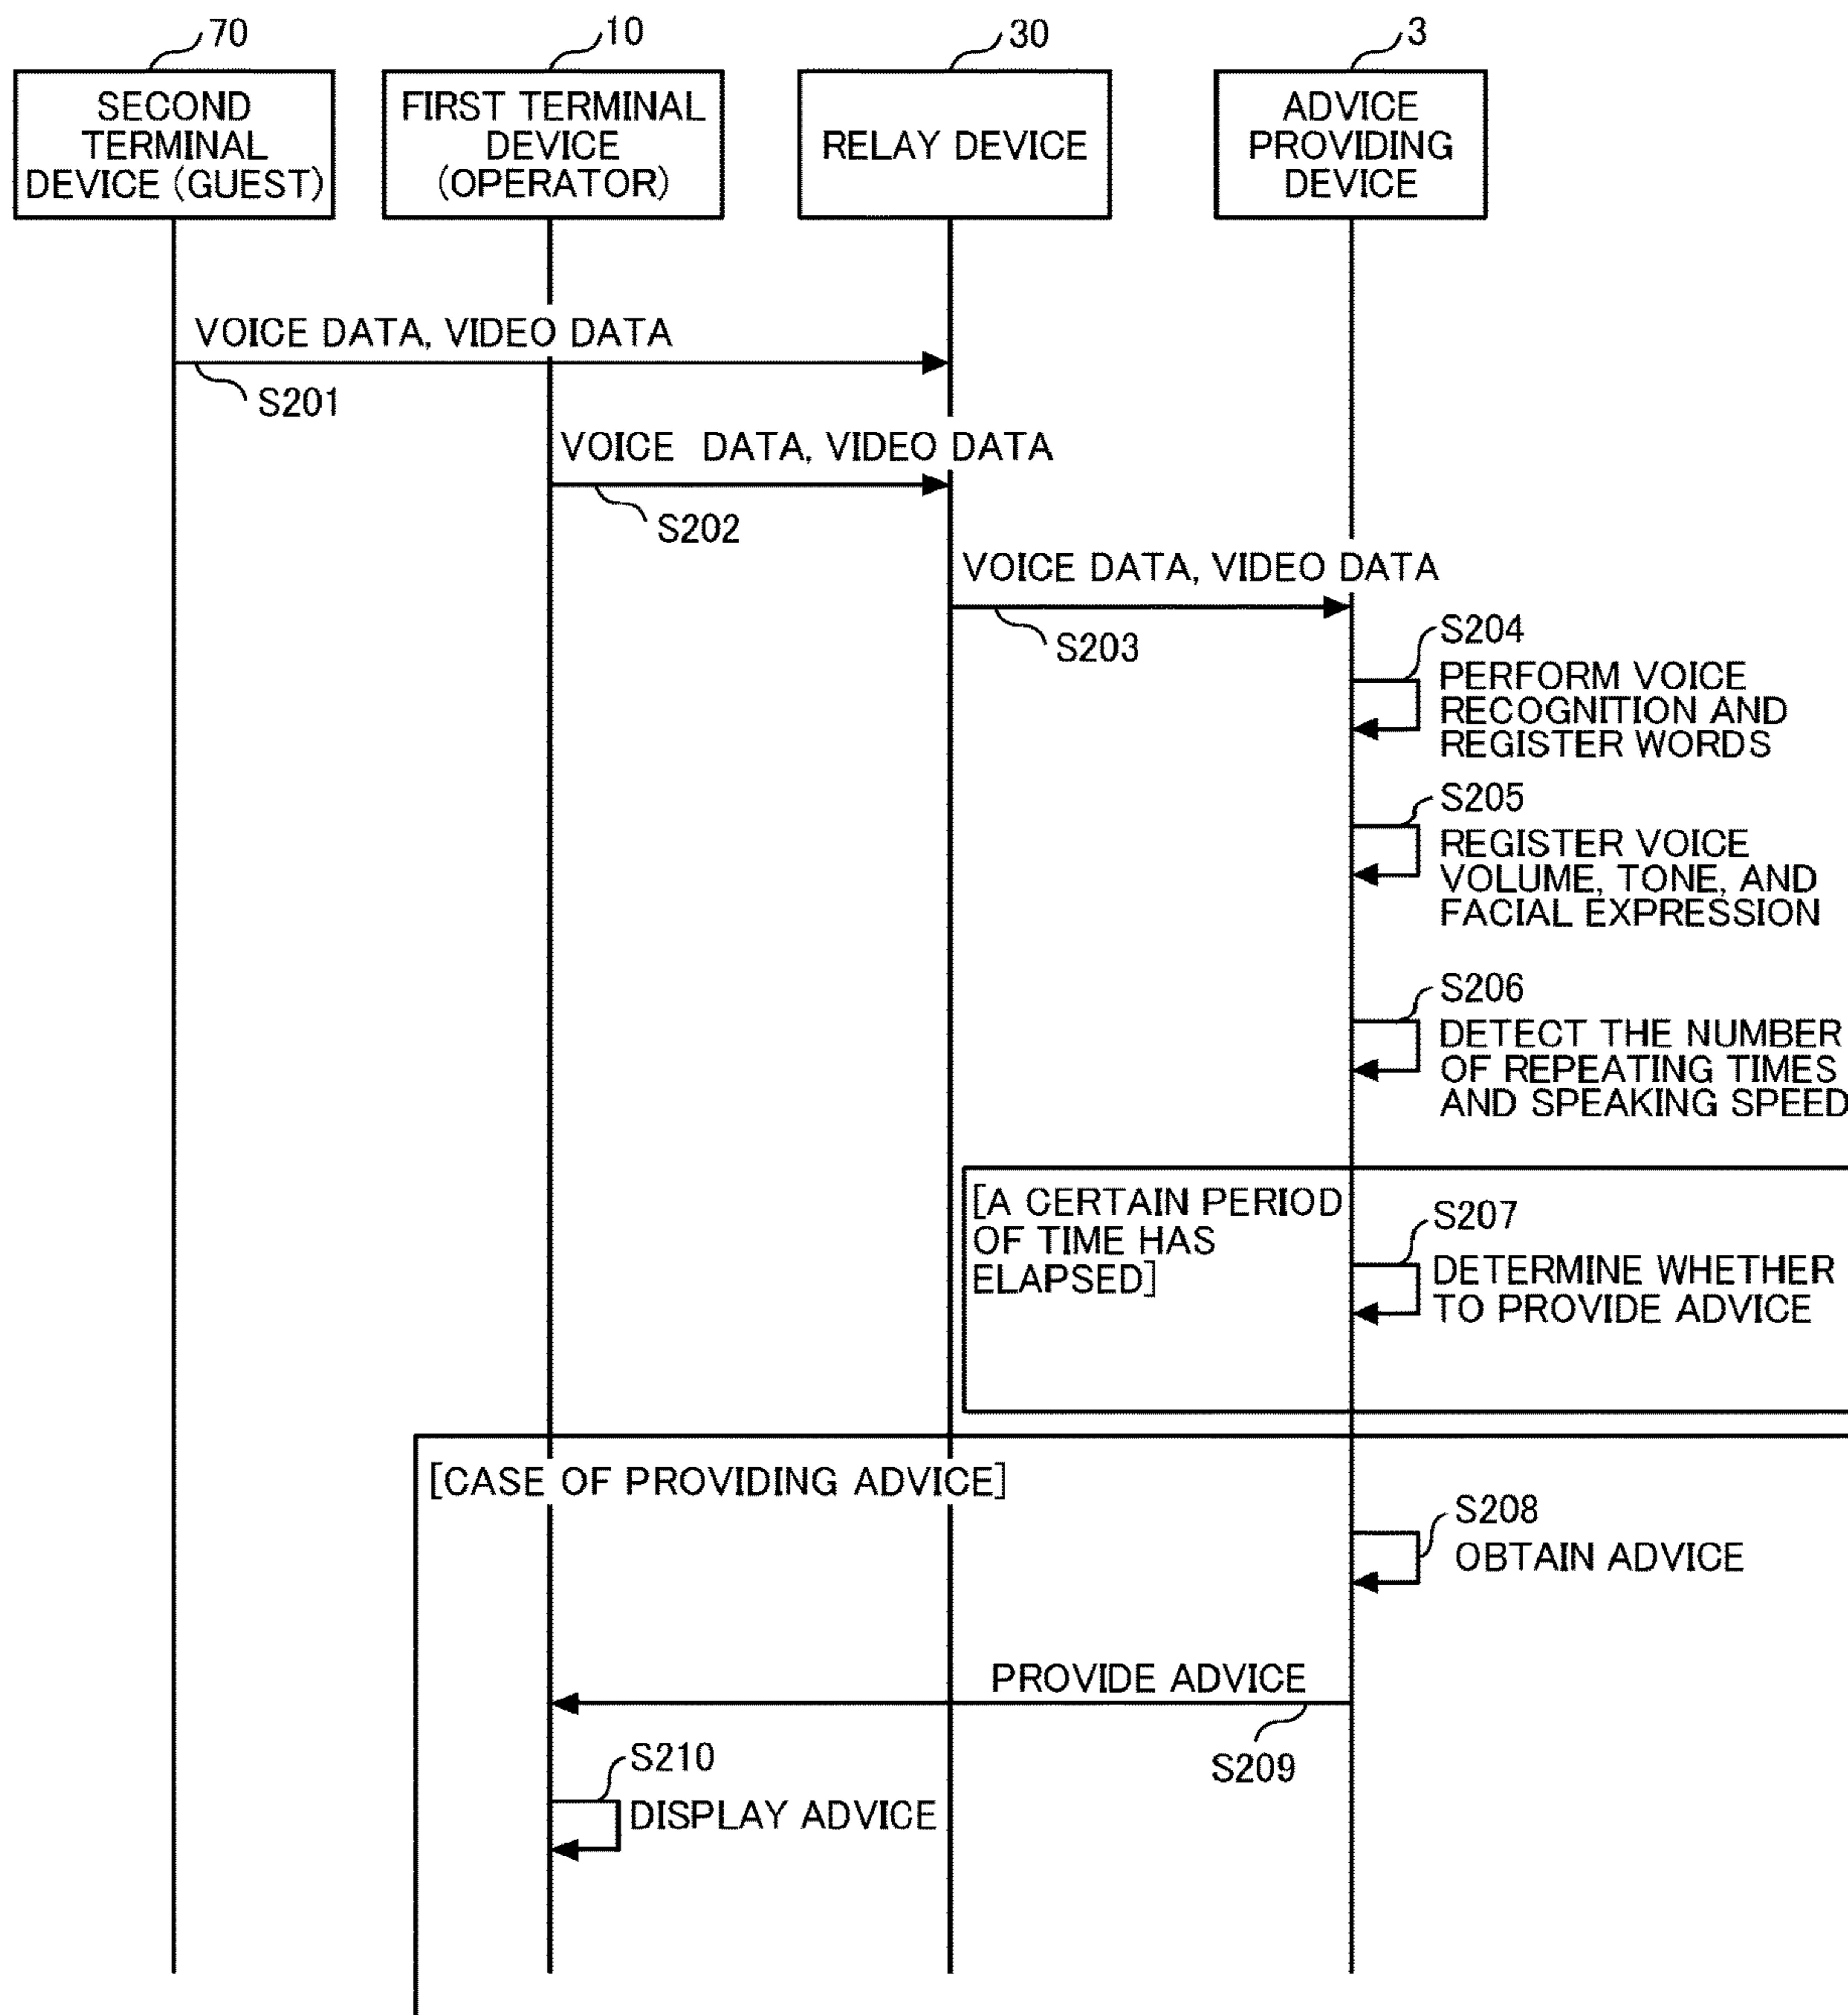 70
10
30
3
SECOND
TERMINAL
DEVICE (GUEST)
FIRST TERMINAL
DEVICE
(OPERATOR)
RELAY DEVICE
ADVICE
PROVIDING
DEVICE
VOICE DATA, VIDEO DATA
S201
VOICE DATA, VIDEO DATA
S202
VOICE DATA, VIDEO DATA
S203
S204
PERFORM VOICE
RECOGNITION AND
REGISTER WORDS
S205
REGISTER VOICE
VOLUME, TONE, AND
FACIAL EXPRESSION
S206
DETECT THE NUMBER
OF REPEATING TIMES
AND SPEAKING SPEED
[A CERTAIN PERIOD
OF TIME HAS
ELAPSED]
S207
DETERMINE WHETHER
TO PROVIDE ADVICE
[CASE OF PROVIDING ADVICE]
S208
OBTAIN ADVICE
PROVIDE ADVICE
S209
S210
DISPLAY ADVICE